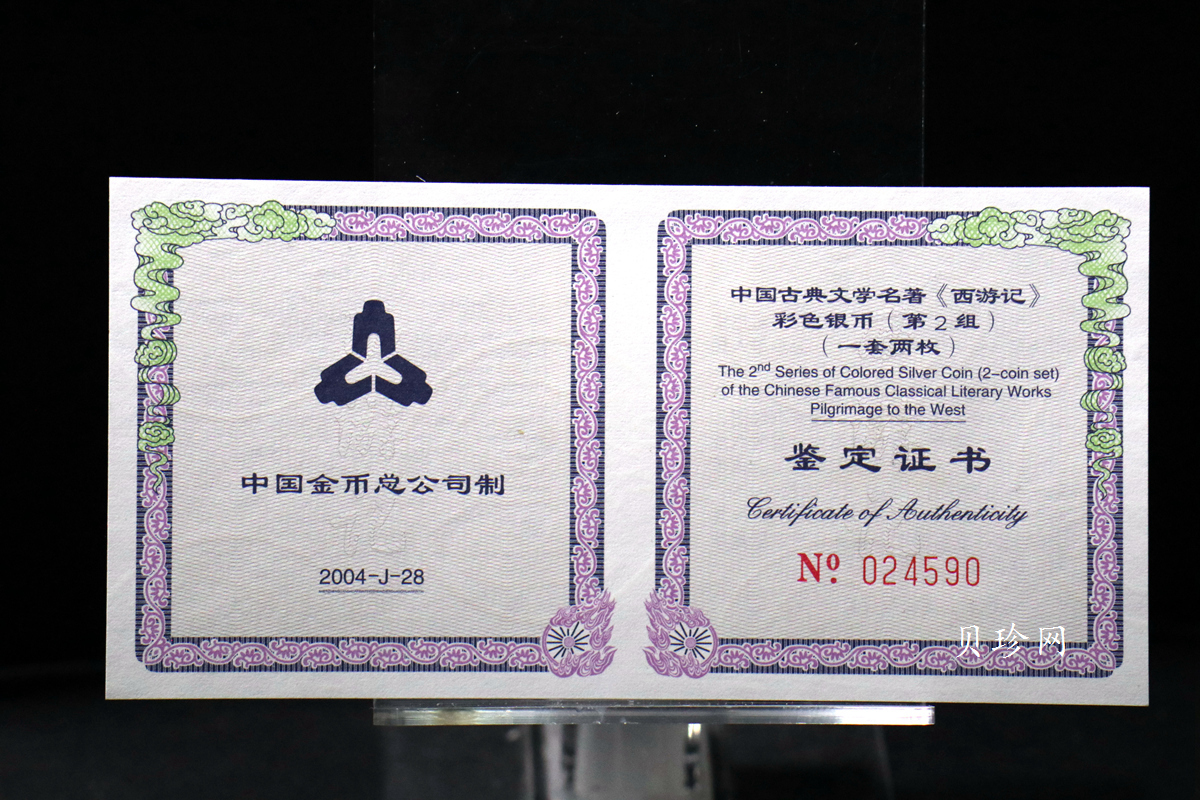 中国金币总公司制
2004-J-28
中国古典文学名著《西游记》
彩色银币（第2组）
（一套两枚）
The 2nd Series of Colored Silver Coin (2-coin set)
of the Chinese Famous Classical Literary Works
Pilgrimage to the West
鉴定证书
Certificate of Authenticity
Nº. 024590
贝珍网